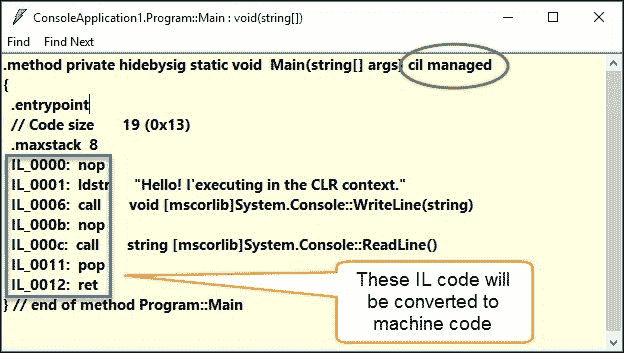 ConsoleApplication1.Program::Main : void(string[])
Find Find Next
.method private hidebysig static void Main(string[] args) cil managed
{
.entrypoint
// Code size 19 (0x13)
.maxstack 8
IL_0000: nop
IL_0001: ldstr "Hello! I'executing in the CLR context."
IL_0006: call void [mscorlib]System.Console::WriteLine(string)
IL_000b: nop
IL_000c: call string [mscorlib]System.Console::ReadLine()
IL_0011: pop
IL_0012: ret
} // end of method Program::Main
These IL code will
be converted to
machine code